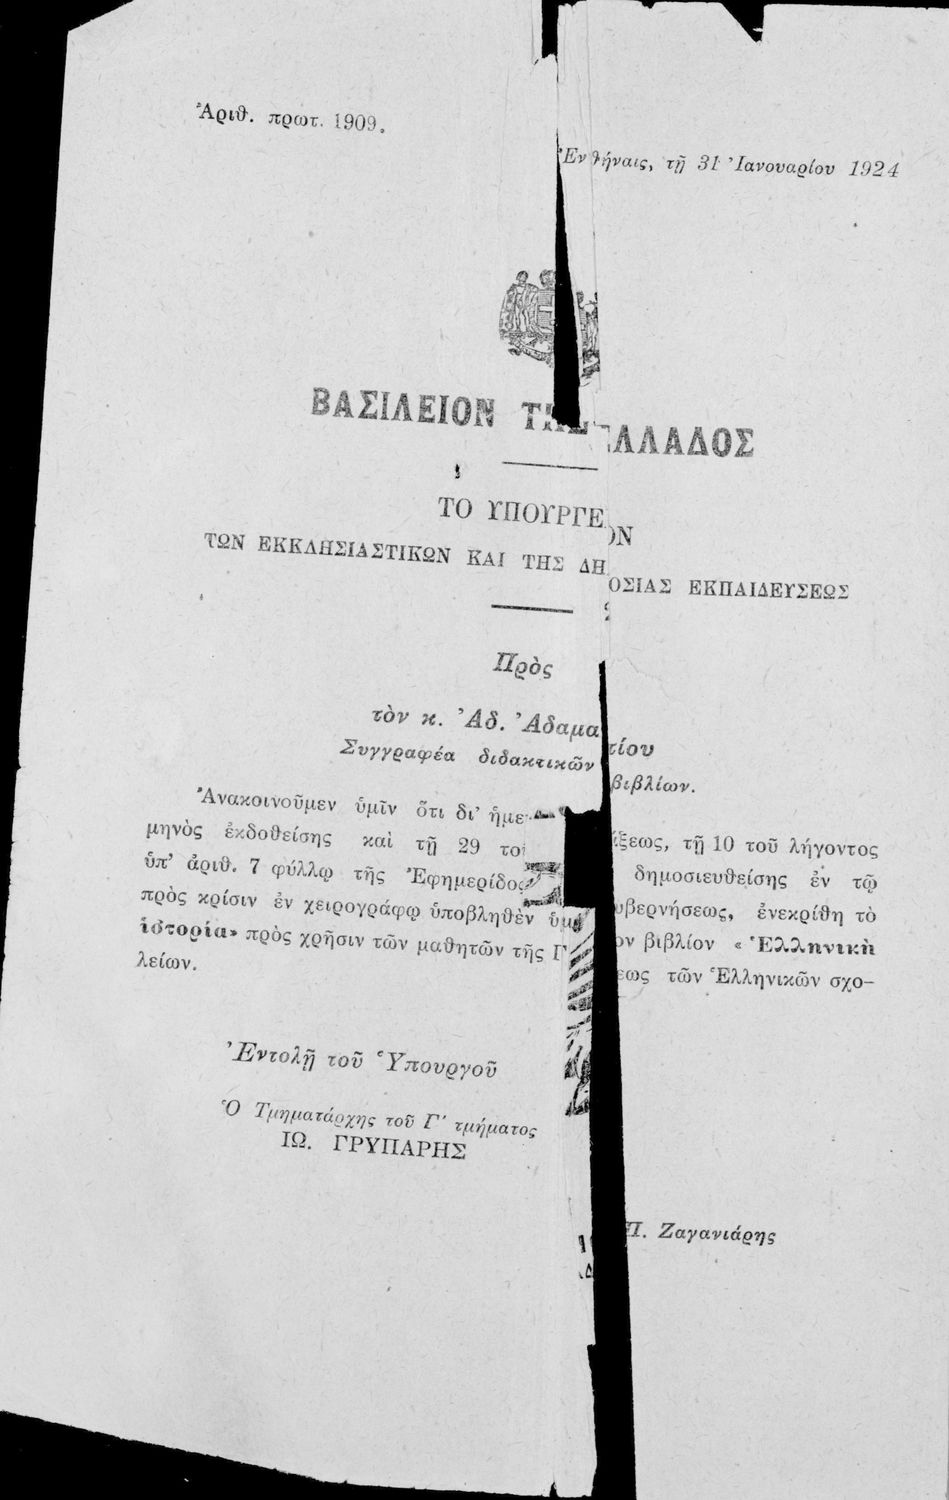 Ἀριθ. πρωτ. 1909.
Ἐν θήναις, τῇ 31 Ἰανουαρίου 1924
ΒΑΣΙΛΕΙΟΝ ΤΗΣ ΕΛΛΑΔΟΣ
ΤΟ ΥΠΟΥΡΓΕ ΟΝ
ΤΩΝ ΕΚΚΛΗΣΙΑΣΤΙΚΩΝ ΚΑΙ ΤΗΣ ΔΗ ΟΣΙΑΣ ΕΚΠΑΙΔΕΥΣΕΩΣ
Πρὸς
τὸν κ. Ἀδ. Ἀδαμα τίου
Συγγραφέα διδακτικῶν βιβλίων.
Ἀνακοινοῦμεν ὑμῖν ὅτι δι' ἡμε ξεως, τῇ 10 τοῦ λήγοντος
μηνὸς ἐκδοθείσης καὶ τῇ 29 το δημοσιευθείσης ἐν τῷ
ὑπ' ἀριθ. 7 φύλλῳ τῆς Ἐφημερίδος υβερνήσεως, ἐνεκρίθη τὸ
πρὸς κρίσιν ἐν χειρογράφῳ ὑποβληθὲν ὑμ ον βιβλίον « Ἑλληνικὴ
ἱστορία» πρὸς χρῆσιν τῶν μαθητῶν τῆς Γ εως τῶν Ἑλληνικῶν σχο-
λείων.
Ἐντολῇ τοῦ Ὑπουργοῦ
Ὁ Τμηματάρχης τοῦ Γ' τμήματος
ΙΩ. ΓΡΥΠΑΡΗΣ
Π. Ζαγανιάρης